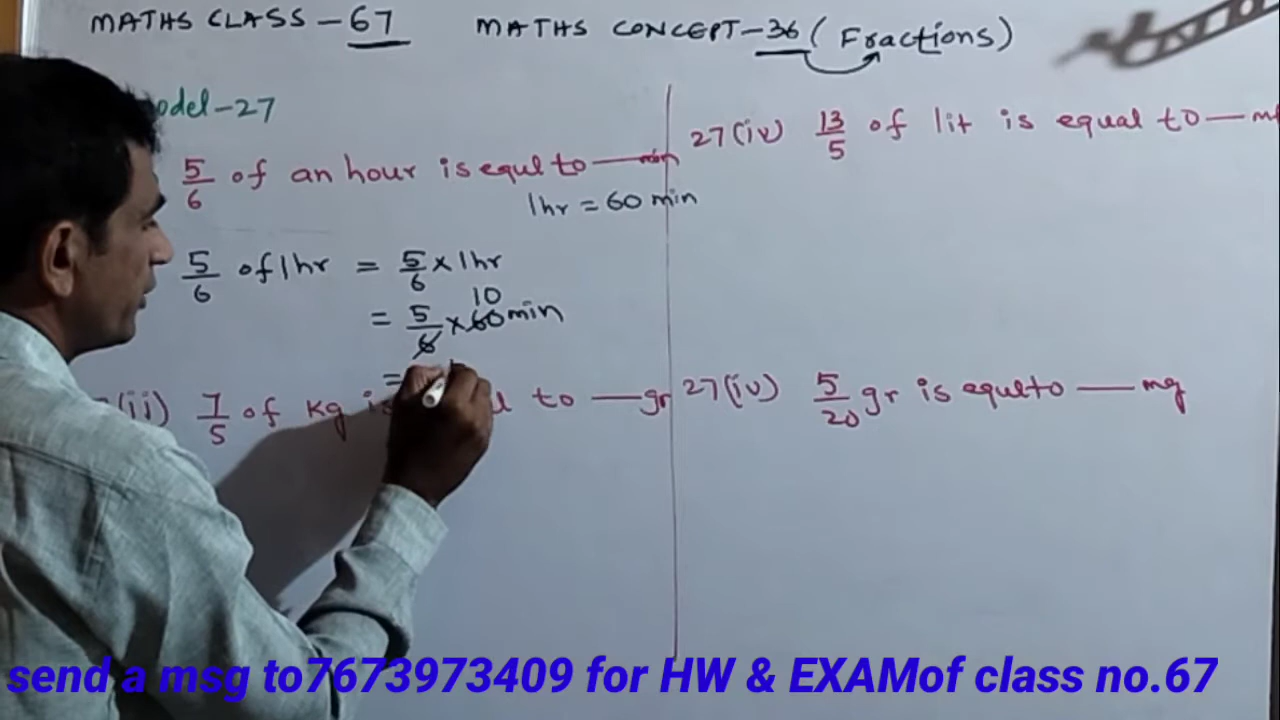 MATHS CLASS - 67 MATHS CONCEPT-36 (Fractions)
odel-27
5/6 of an hour is equl to — min
1hr = 60 min
5/6 of 1hr = 5/6 × 1hr
10
= 5/6 × 60 min
=
(ii) 7/5 of kg is l to — gr
27(iv) 13/5 of lit is equal to — m
27(iv) 5/20 gr is equl to — mg
send a msg to7673973409 for HW & EXAMof class no.67